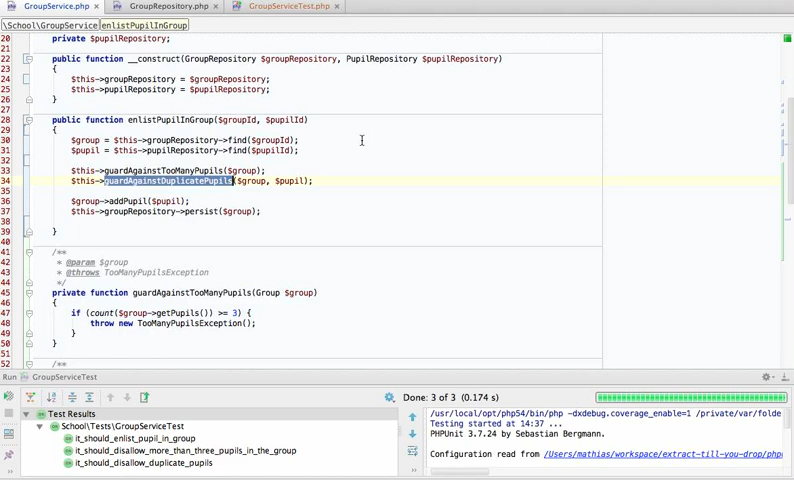 GroupService.php
GroupRepository.php
GroupServiceTest.php
\School\GroupService
enlistPupilInGroup
20 private $pupilRepository;
21
22 public function __construct(GroupRepository $groupRepository, PupilRepository $pupilRepository)
23 {
24 $this->groupRepository = $groupRepository;
25 $this->pupilRepository = $pupilRepository;
26 }
27
28 public function enlistPupilInGroup($groupId, $pupilId)
29 {
30 $group = $this->groupRepository->find($groupId);
31 $pupil = $this->pupilRepository->find($pupilId);
32
33 $this->guardAgainstTooManyPupils($group);
34 $this->guardAgainstDuplicatePupils($group, $pupil);
35
36 $group->addPupil($pupil);
37 $this->groupRepository->persist($group);
38
39 }
40
41 /**
42 * @param $group
43 * @throws TooManyPupilsException
44 */
45 private function guardAgainstTooManyPupils(Group $group)
46 {
47 if (count($group->getPupils()) >= 3) {
48 throw new TooManyPupilsException();
49 }
50 }
51
52 /**
Run GroupServiceTest
Done: 3 of 3 (0.174 s)
Test Results
School\Tests\GroupServiceTest
it_should_enlist_pupil_in_group
it_should_disallow_more_than_three_pupils_in_the_group
it_should_disallow_duplicate_pupils
/usr/local/opt/php54/bin/php -dxdebug.coverage_enable=1 /private/var/folde
Testing started at 14:37 ...
PHPUnit 3.7.24 by Sebastian Bergmann.
Configuration read from /Users/mathias/workspace/extract-till-you-drop/php